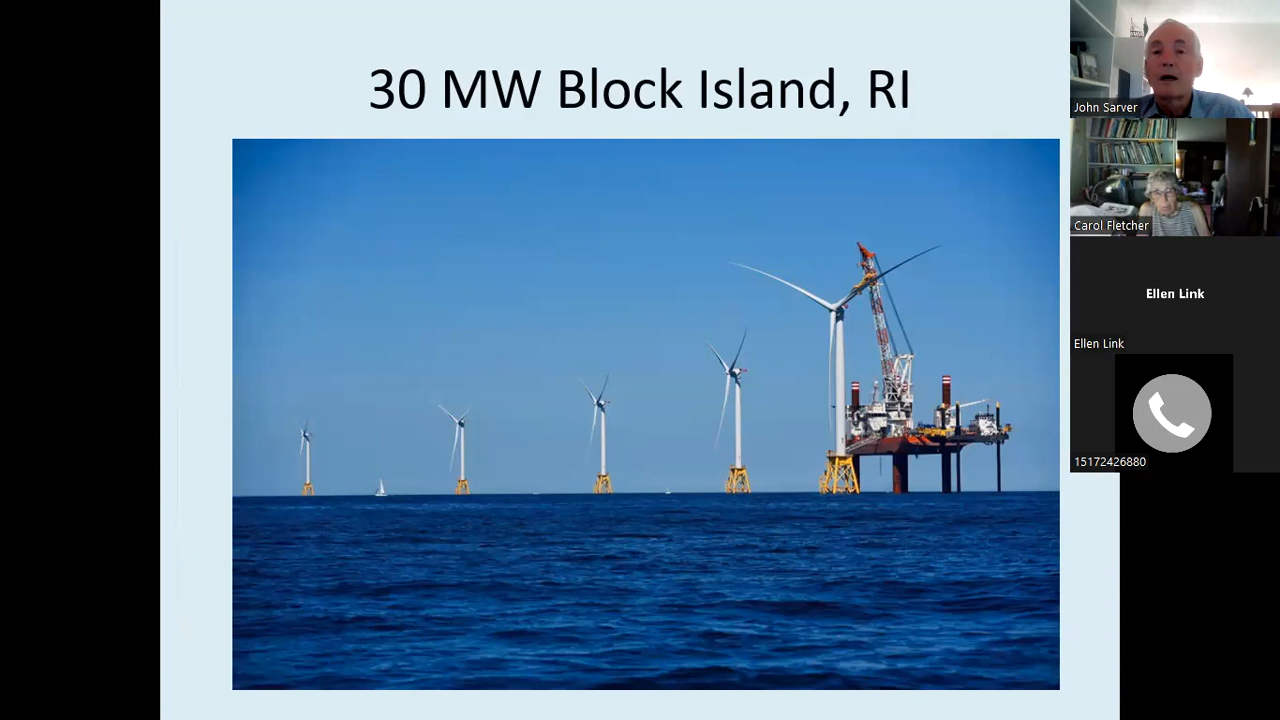 30 MW Block Island, RI
John Sarver
Carol Fletcher
Ellen Link
Ellen Link
15172426880